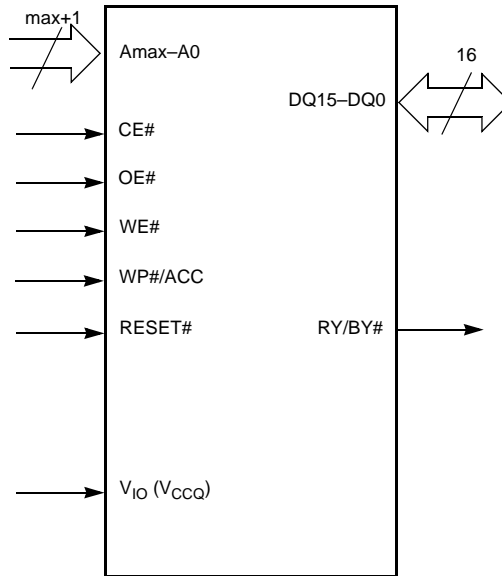 max+1
Amax–A0
16
DQ15–DQ0
CE#
OE#
WE#
WP#/ACC
RESET#
RY/BY#
VIO (VCCQ)